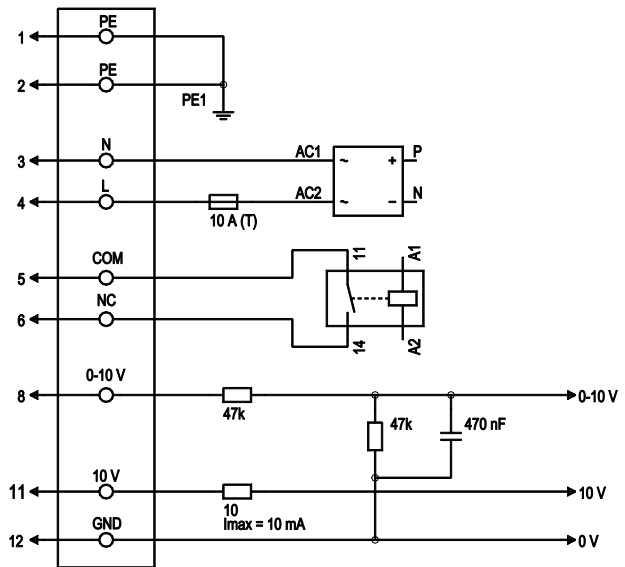 PE
1
PE
2
PE1
N
AC1
~
+
P
3
L
AC2
~
−
N
4
10 A (T)
COM
11
A1
5
NC
6
14
A2
0-10 V
8
47k
47k
470 nF
0-10 V
10 V
11
10
Imax = 10 mA
10 V
GND
12
0 V